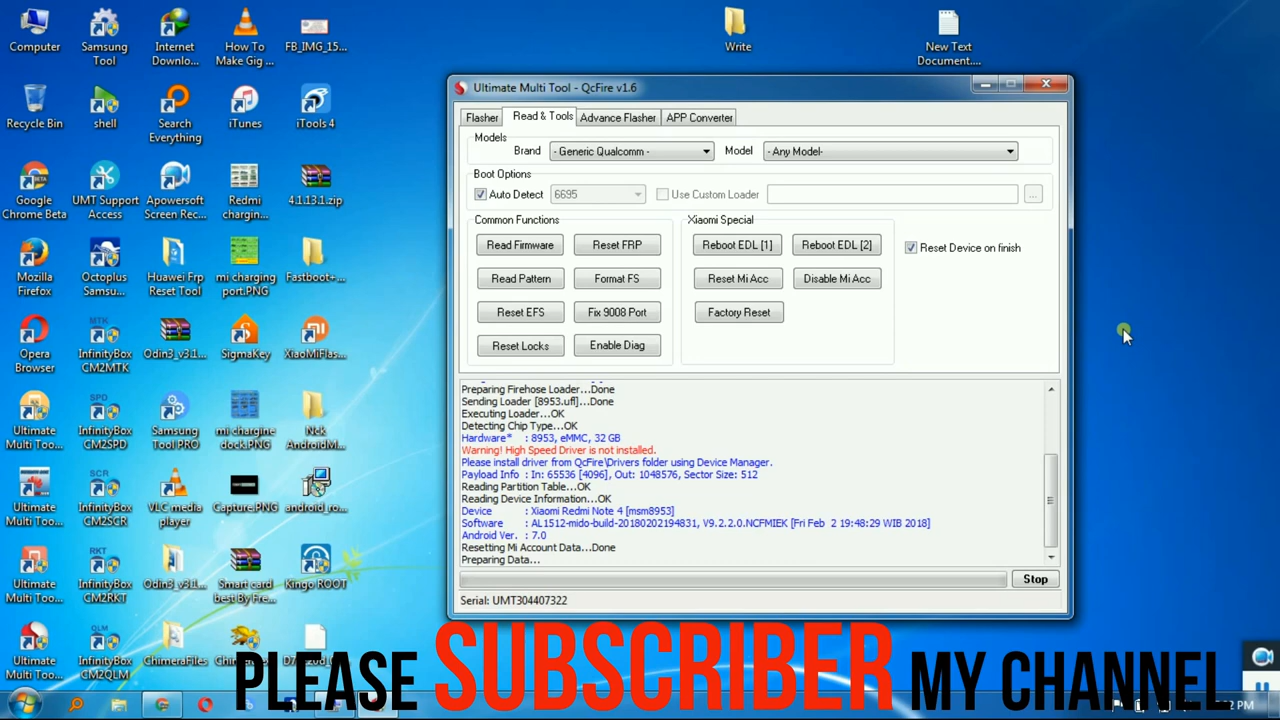 Computer
Samsung Tool
Internet Downlo...
How To Make Gig ...
FB_IMG_15...
Write
New Text Document....
Recycle Bin
shell
Search Everything
iTunes
iTools 4
Google Chrome Beta
UMT Support Access
Apowersoft Screen Rec...
Redmi chargin...
4.1.13.1.zip
Mozilla Firefox
Octoplus Samsu...
Huawei Frp Reset Tool
mi charging port.PNG
Fastboot+...
Opera Browser
MTK
InfinityBox CM2MTK
Odin3_v3.1...
SigmaKey
XiaoMiFlas...
Ultimate Multi Too...
SPD
InfinityBox CM2SPD
Samsung Tool PRO
mi chargine dock.PNG
Nck AndroidM...
Ultimate Multi Too...
SCR
InfinityBox CM2SCR
VLC media player
Capture.PNG
android_ro...
Ultimate Multi Too...
RKT
InfinityBox CM2RKT
Odin3_v3.1...
Smart card best By Fre...
Kingo ROOT
Ultimate Multi Too...
QLM
InfinityBox CM2QLM
ChimeraFiles
Ultimate Multi Tool - QcFire v1.6
Flasher
Read & Tools
Advance Flasher
APP Converter
Models
Brand
- Generic Qualcomm -
Model
- Any Model-
Boot Options
Auto Detect
6695
Use Custom Loader
...
Common Functions
Xiaomi Special
Read Firmware
Reset FRP
Reboot EDL [1]
Reboot EDL [2]
Reset Device on finish
Read Pattern
Format FS
Reset Mi Acc
Disable Mi Acc
Reset EFS
Fix 9008 Port
Factory Reset
Reset Locks
Enable Diag
Preparing Firehose Loader...Done
Sending Loader [8953.ufl]...Done
Executing Loader...OK
Detecting Chip Type...OK
Hardware* : 8953, eMMC, 32 GB
Warning! High Speed Driver is not installed.
Please install driver from QcFire\Drivers folder using Device Manager.
Payload Info : In: 65536 [4096], Out: 1048576, Sector Size: 512
Reading Partition Table...OK
Reading Device Information...OK
Device : Xiaomi Redmi Note 4 [msm8953]
Software : AL1512-mido-build-20180202194831, V9.2.2.0.NCFMIEK [Fri Feb 2 19:48:29 WIB 2018]
Android Ver. : 7.0
Resetting Mi Account Data...Done
Preparing Data...
Stop
Serial: UMT304407322
PLEASE SUBSCRIBER MY CHANNEL